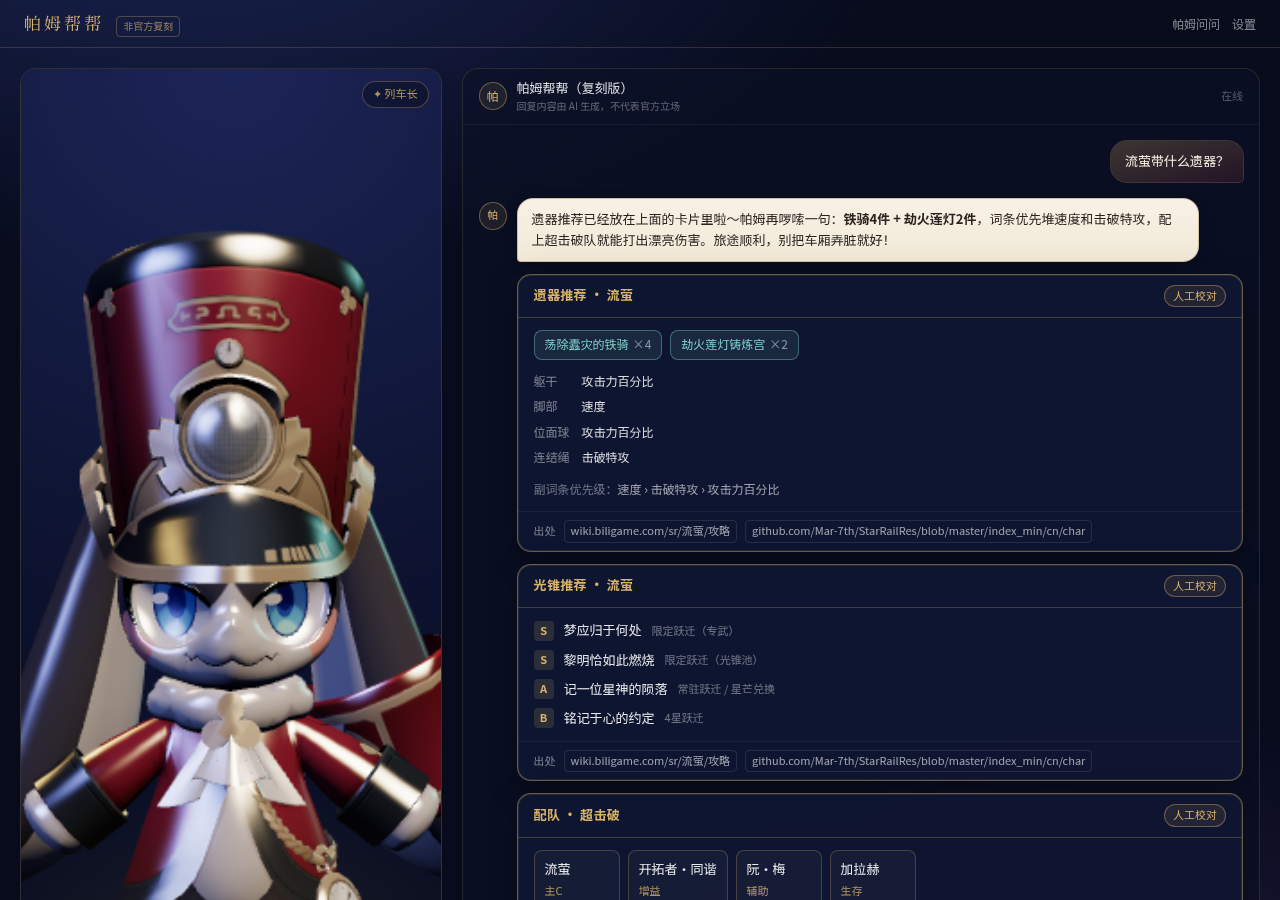 帕姆帮帮
非官方复刻
帕姆问问
设置
✦ 列车长
帕
帕姆帮帮（复刻版）
回复内容由 AI 生成，不代表官方立场
在线
流萤带什么遗器？
帕
遗器推荐已经放在上面的卡片里啦～帕姆再啰嗦一句：铁骑4件 + 劫火莲灯2件，词条优先堆速度和击破特攻，配
上超击破队就能打出漂亮伤害。旅途顺利，别把车厢弄脏就好！
遗器推荐 · 流萤
人工校对
荡除蠹灾的铁骑 ×4
劫火莲灯铸炼宫 ×2
躯干 攻击力百分比
脚部 速度
位面球 攻击力百分比
连结绳 击破特攻
副词条优先级：速度 › 击破特攻 › 攻击力百分比
出处 wiki.biligame.com/sr/流萤/攻略 github.com/Mar-7th/StarRailRes/blob/master/index_min/cn/char
光锥推荐 · 流萤
人工校对
S 梦应归于何处 限定跃迁（专武）
S 黎明恰如此燃烧 限定跃迁（光锥池）
A 记一位星神的陨落 常驻跃迁 / 星芒兑换
B 铭记于心的约定 4星跃迁
出处 wiki.biligame.com/sr/流萤/攻略 github.com/Mar-7th/StarRailRes/blob/master/index_min/cn/char
配队 · 超击破
人工校对
流萤
主C
开拓者·同谐
增益
阮·梅
辅助
加拉赫
生存